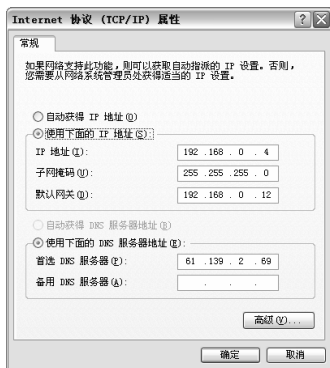 Internet 协议 (TCP/IP) 属性
常规
如果网络支持此功能，则可以获取自动指派的 IP 设置。否则，
您需要从网络系统管理员处获得适当的 IP 设置。
自动获得 IP 地址(O)
使用下面的 IP 地址(S):
IP 地址(I): 192 .168 . 0 . 4
子网掩码(U): 255 .255 .255 . 0
默认网关(D): 192 .168 . 0 . 12
自动获得 DNS 服务器地址(B)
使用下面的 DNS 服务器地址(E):
首选 DNS 服务器(P): 61 .139 . 2 . 69
备用 DNS 服务器(A): . . .
高级(V)...
确定 取消